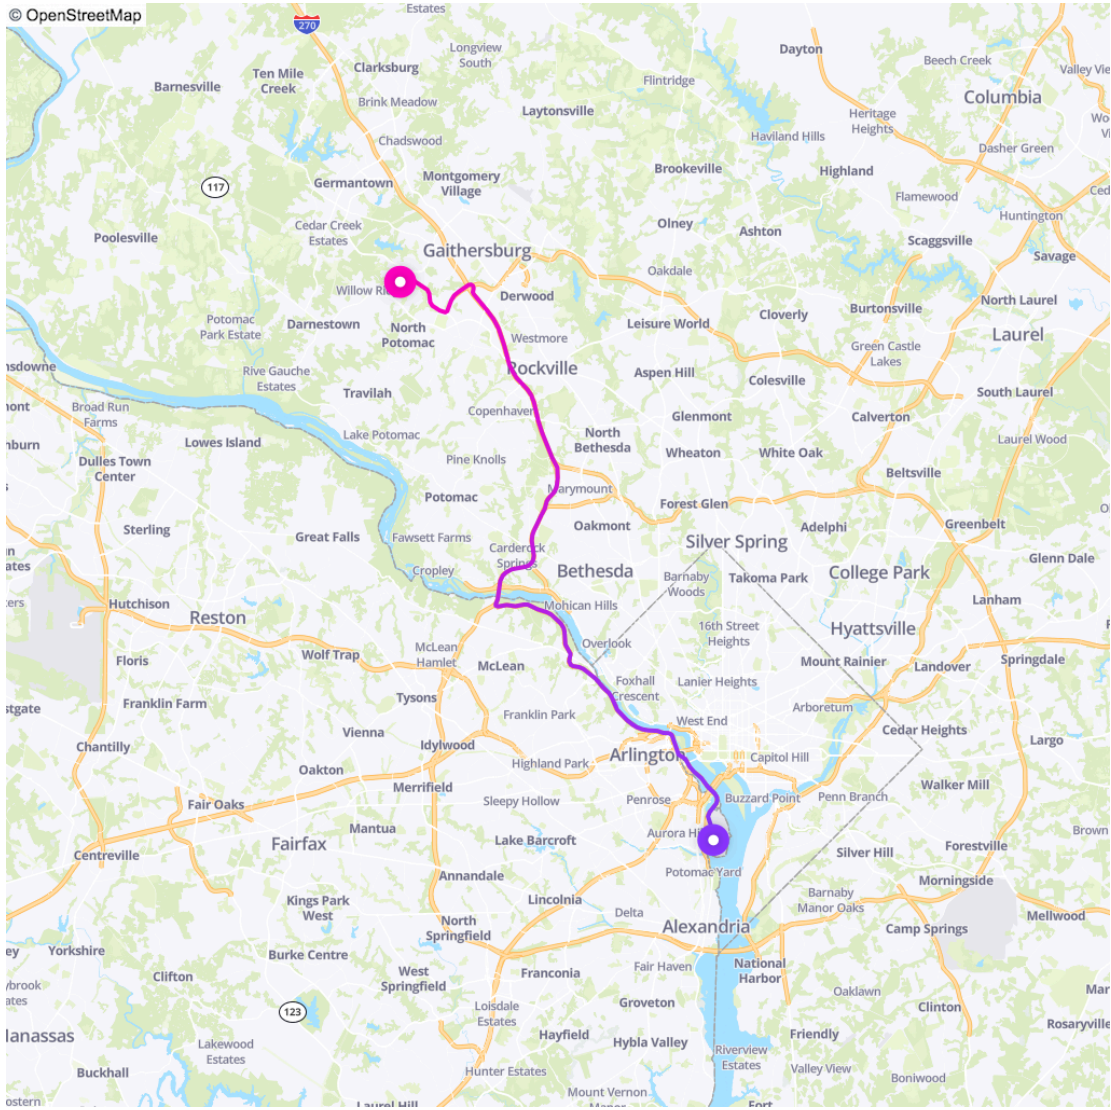 © OpenStreetMap
Estates
270
Longview
South
Dayton
Beech Creek
Clarksburg
Ten Mile
Creek
Barnesville
Flintridge
Valley View
Columbia
Brink Meadow
Laytonsville
Heritage
Heights
Chadswood
Haviland Hills
Dasher Green
Brookeville
Highland
Montgomery
Village
Germantown
117
Flamewood
Huntington
Cedar Creek
Estates
Olney
Ashton
Poolesville
Scaggsville
Gaithersburg
Savage
Oakdale
Derwood
North Laurel
Burtonsville
Cloverly
Potomac
Park Estate
Darnestown
North
Potomac
Leisure World
Laurel
Westmore
Green Castle
Lakes
Rive Gauche
Estates
Rockville
Aspen Hill
Colesville
South Laurel
Travilah
Broad Run
Farms
Copenhaven
Glenmont
Calverton
Lake Potomac
North
Bethesda
Laurel Wood
Lowes Island
Wheaton
White Oak
Dulles Town
Center
Pine Knolls
Beltsville
Marymount
Potomac
Forest Glen
Sterling
Great Falls
Fawsett Farms
Oakmont
Adelphi
Greenbelt
Silver Spring
Carderock
Springs
Glenn Dale
Cropley
Bethesda
Barnaby
Woods
Takoma Park
College Park
Lanham
Hutchison
Reston
Mohican Hills
16th Street
Heights
Hyattsville
Overlook
McLean
Hamlet
McLean
Wolf Trap
Floris
Mount Rainier
Landover
Springdale
Foxhall
Crescent
Lanier Heights
Tysons
Franklin Farm
Arboretum
Franklin Park
West End
Vienna
Cedar Heights
Largo
Chantilly
Idylwood
Arlington
Capitol Hill
Highland Park
Oakton
Merrifield
Walker Mill
Penrose
Buzzard Point
Penn Branch
Fair Oaks
Sleepy Hollow
Mantua
Brown
Fairfax
Lake Barcroft
Centreville
Silver Hill
Forestville
Annandale
Potomac Yard
Morningside
Kings Park
West
Lincolnia
Barnaby
Manor Oaks
Delta
Mellwood
North
Springfield
Alexandria
Camp Springs
Yorkshire
Burke Centre
Fair Haven
National
Harbor
Clifton
West
Springfield
Franconia
Oaklawn
123
Loisdale
Estates
Groveton
Clinton
Rosaryville
Hayfield
Hybla Valley
Friendly
Lakewood
Estates
Riverview
Estates
Buckhall
Hunter Estates
Valley View
Boniwood
Mount Vernon
Laurel Hill
Fort